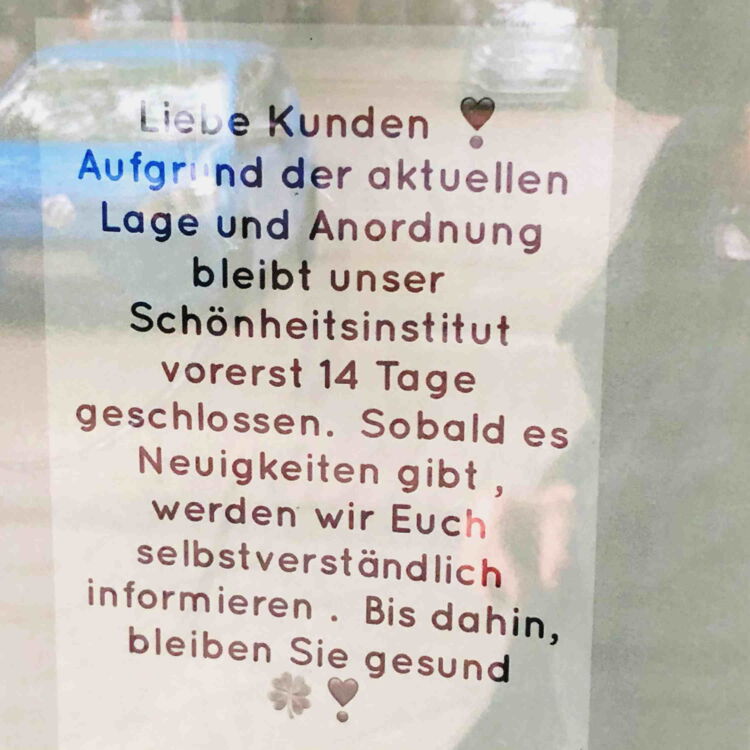 Liebe Kunden ❣
Aufgrund der aktuellen
Lage und Anordnung
bleibt unser
Schönheitsinstitut
vorerst 14 Tage
geschlossen. Sobald es
Neuigkeiten gibt ,
werden wir Euch
selbstverständlich
informieren . Bis dahin,
bleiben Sie gesund
🍀❣